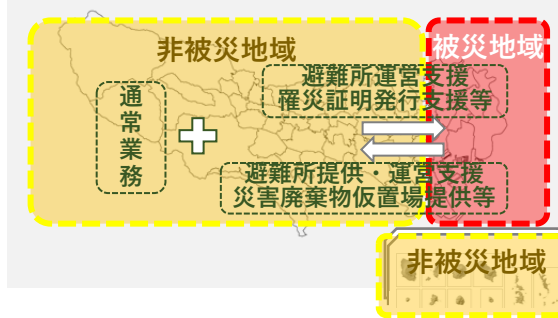 非被災地域
被災地域
避難所運営支援
罹災証明発行支援等
通常業務
避難所提供・運営支援
災害廃棄物仮置場提供等
非被災地域